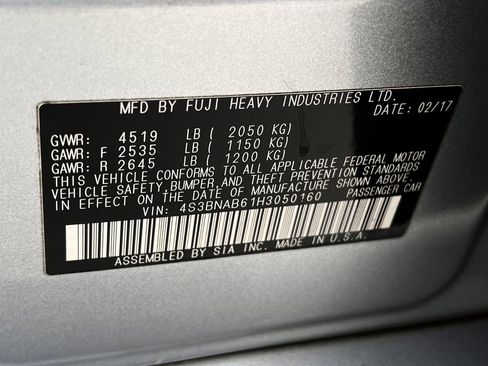 MFD BY FUJI HEAVY INDUSTRIES LTD.
DATE: 02/17
GVWR: 4519 LB ( 2050 KG)
GAWR: F 2535 LB ( 1150 KG)
GAWR: R 2645 LB ( 1200 KG)
THIS VEHICLE CONFORMS TO ALL APPLICABLE FEDERAL MOTOR
VEHICLE SAFETY, BUMPER, AND THEFT PREVENTION STANDARDS
IN EFFECT ON THE DATE OF MANUFACTURE SHOWN ABOVE.
VIN: 4S3BNAB61H3050160 PASSENGER CAR
ASSEMBLED BY SIA INC. MADE IN U.S.A.